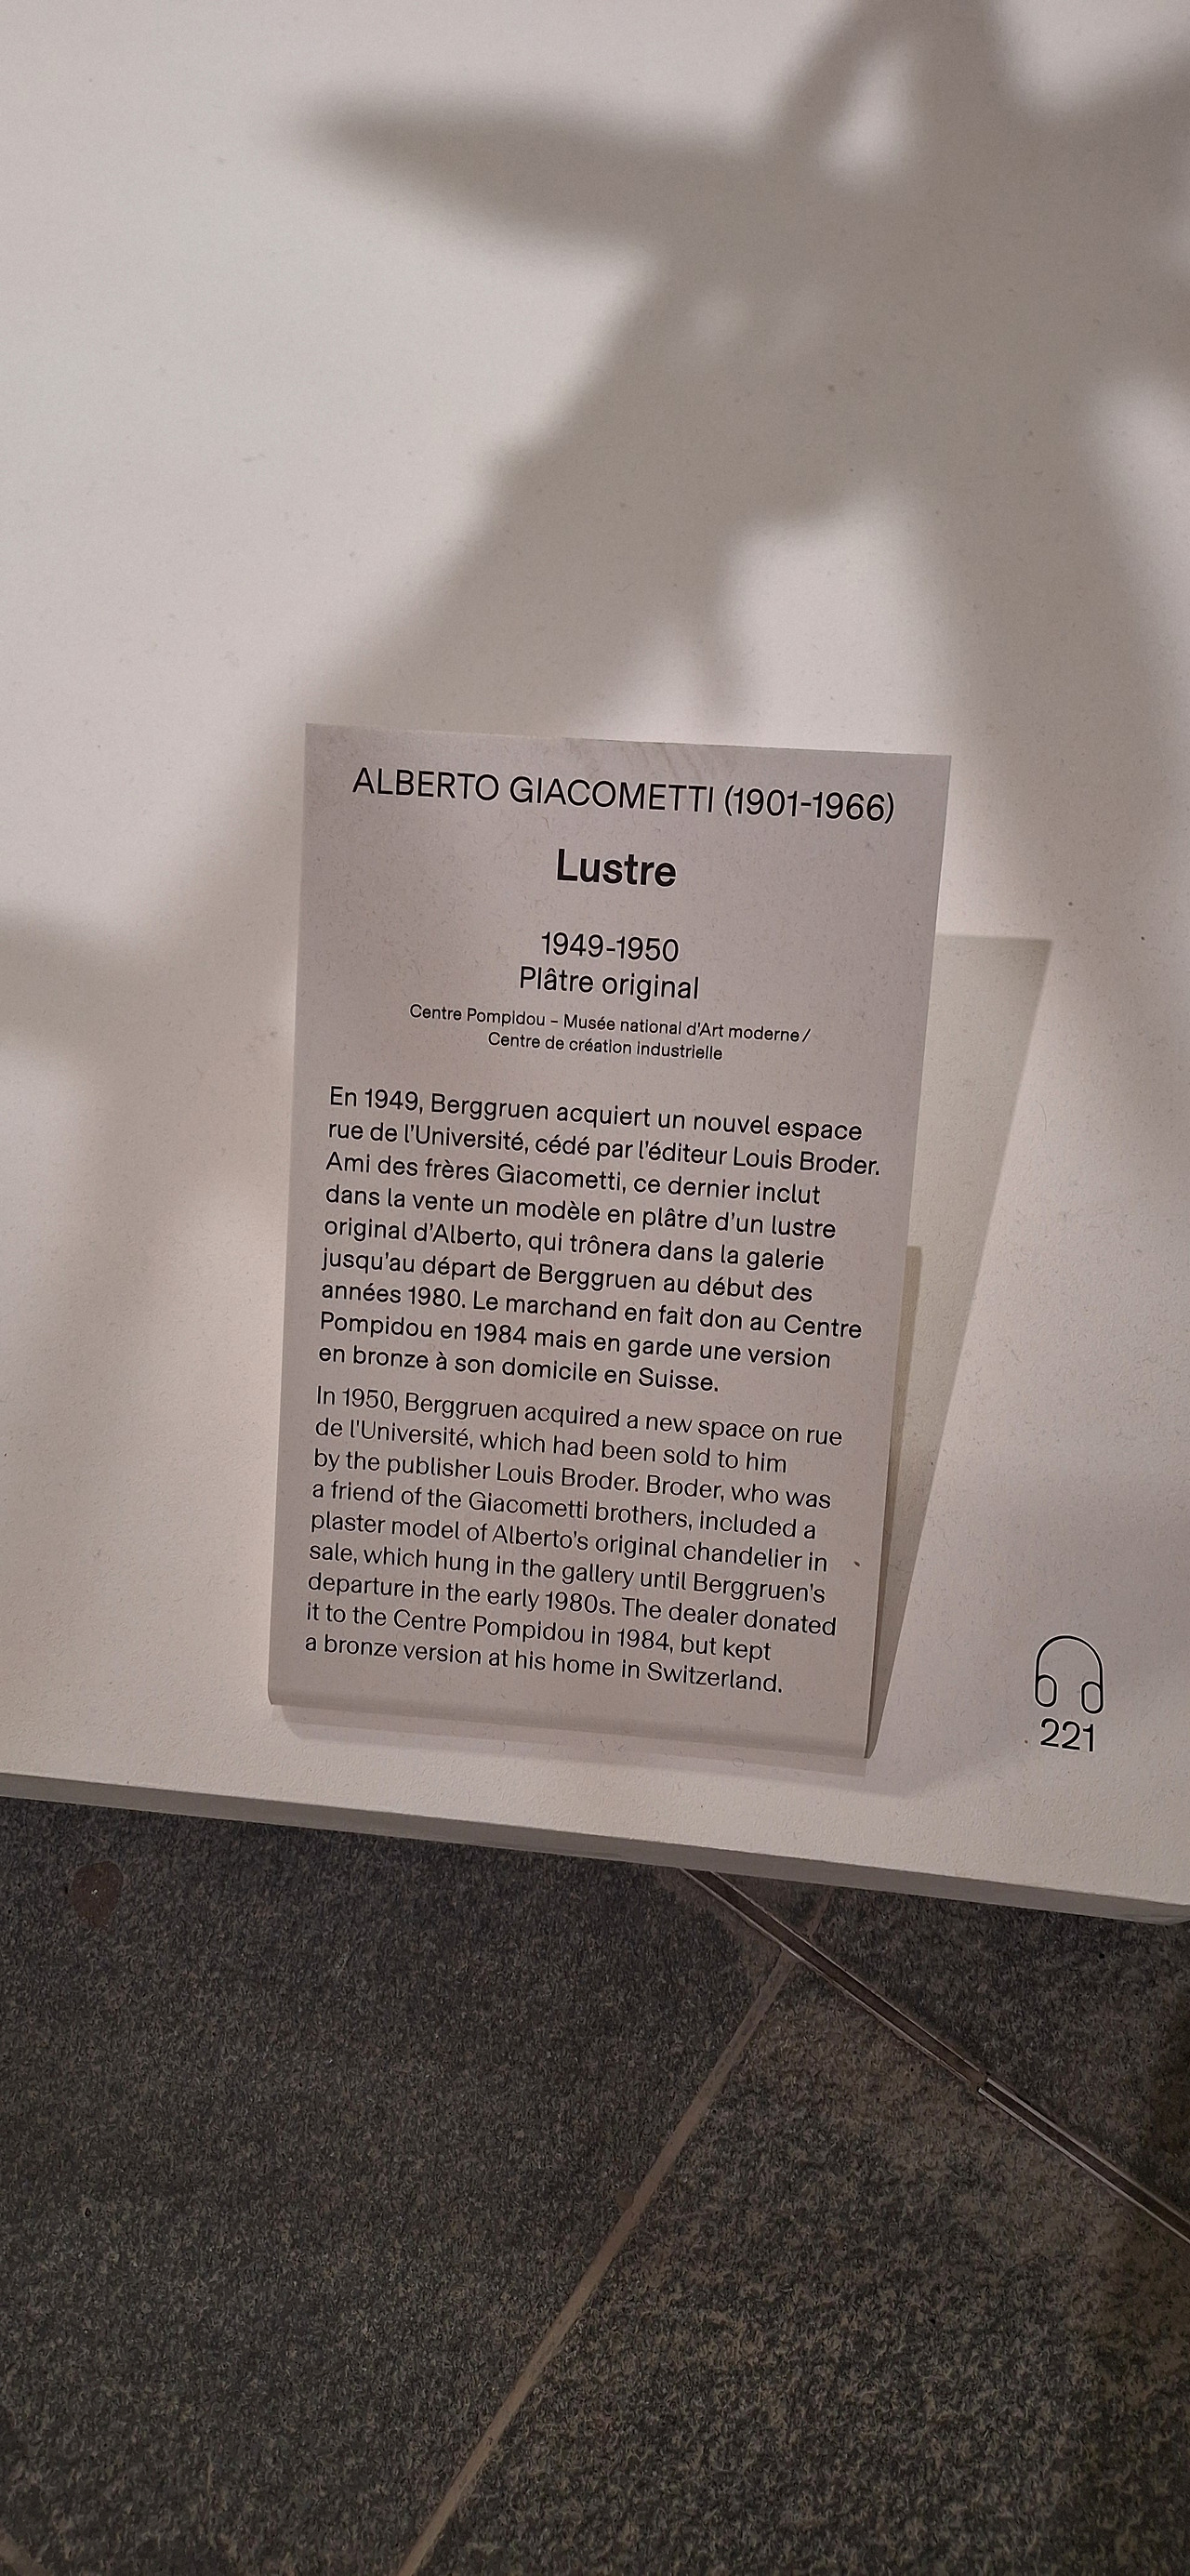 ALBERTO GIACOMETTI (1901-1966)
Lustre
1949-1950
Plâtre original
Centre Pompidou – Musée national d'Art moderne /
Centre de création industrielle
En 1949, Berggruen acquiert un nouvel espace
rue de l'Université, cédé par l'éditeur Louis Broder.
Ami des frères Giacometti, ce dernier inclut
dans la vente un modèle en plâtre d'un lustre
original d'Alberto, qui trônera dans la galerie
jusqu'au départ de Berggruen au début des
années 1980. Le marchand en fait don au Centre
Pompidou en 1984 mais en garde une version
en bronze à son domicile en Suisse.
In 1950, Berggruen acquired a new space on rue
de l'Université, which had been sold to him
by the publisher Louis Broder. Broder, who was
a friend of the Giacometti brothers, included a
plaster model of Alberto's original chandelier in
sale, which hung in the gallery until Berggruen's
departure in the early 1980s. The dealer donated
it to the Centre Pompidou in 1984, but kept
a bronze version at his home in Switzerland.
221